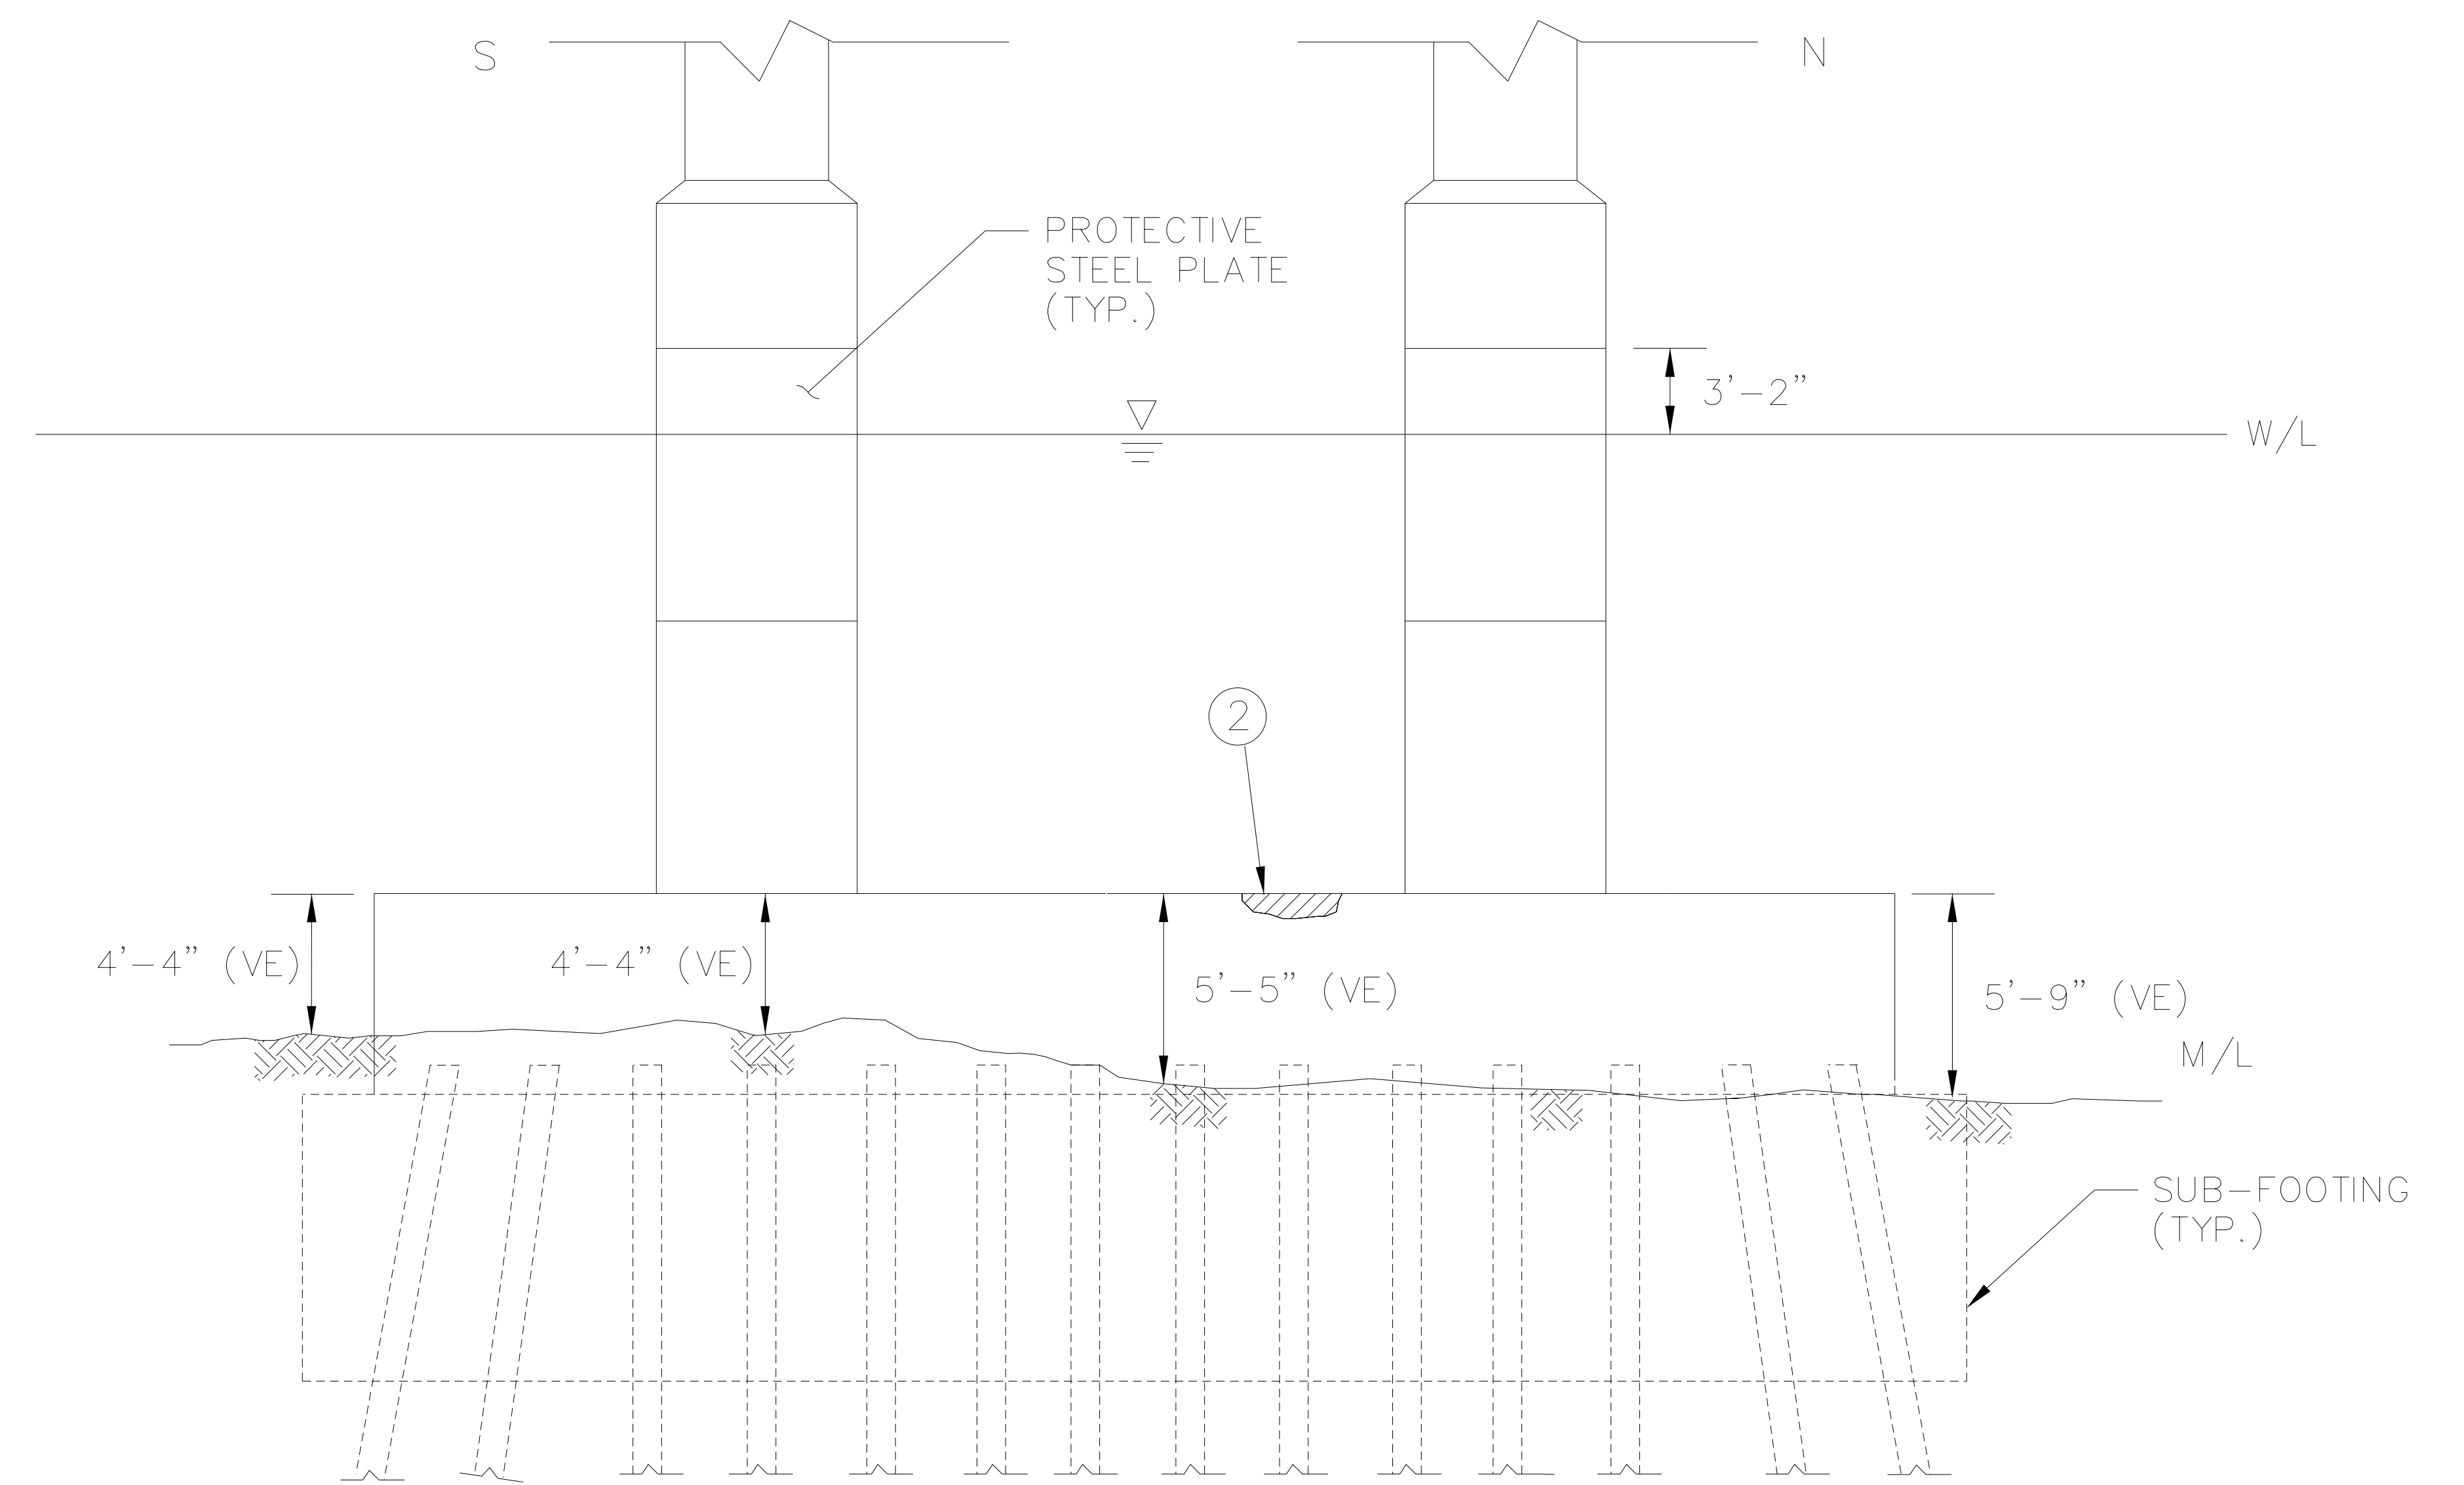 S
N
PROTECTIVE
STEEL PLATE
(TYP.)
3'-2"
W/L
2
4'-4" (VE)
4'-4" (VE)
5'-5" (VE)
5'-9" (VE)
M/L
SUB-FOOTING
(TYP.)